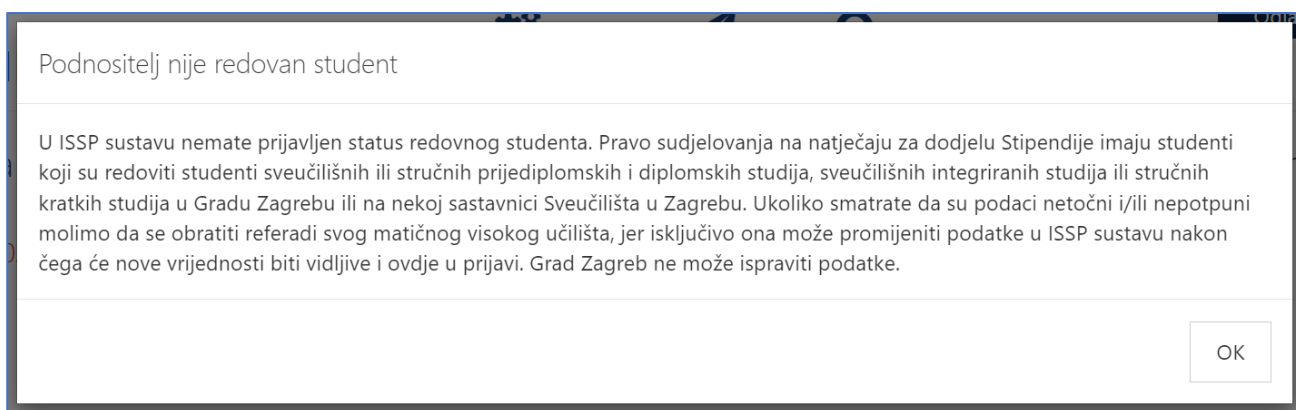 Podnositelj nije redovan student
U ISSP sustavu nemate prijavljen status redovnog studenta. Pravo sudjelovanja na natječaju za dodjelu Stipendije imaju studenti
koji su redoviti studenti sveučilišnih ili stručnih prijediplomskih i diplomskih studija, sveučilišnih integriranih studija ili stručnih
kratkih studija u Gradu Zagrebu ili na nekoj sastavnici Sveučilišta u Zagrebu. Ukoliko smatrate da su podaci netočni i/ili nepotpuni
molimo da se obratiti referadi svog matičnog visokog učilišta, jer isključivo ona može promijeniti podatke u ISSP sustavu nakon
čega će nove vrijednosti biti vidljive i ovdje u prijavi. Grad Zagreb ne može ispraviti podatke.
OK